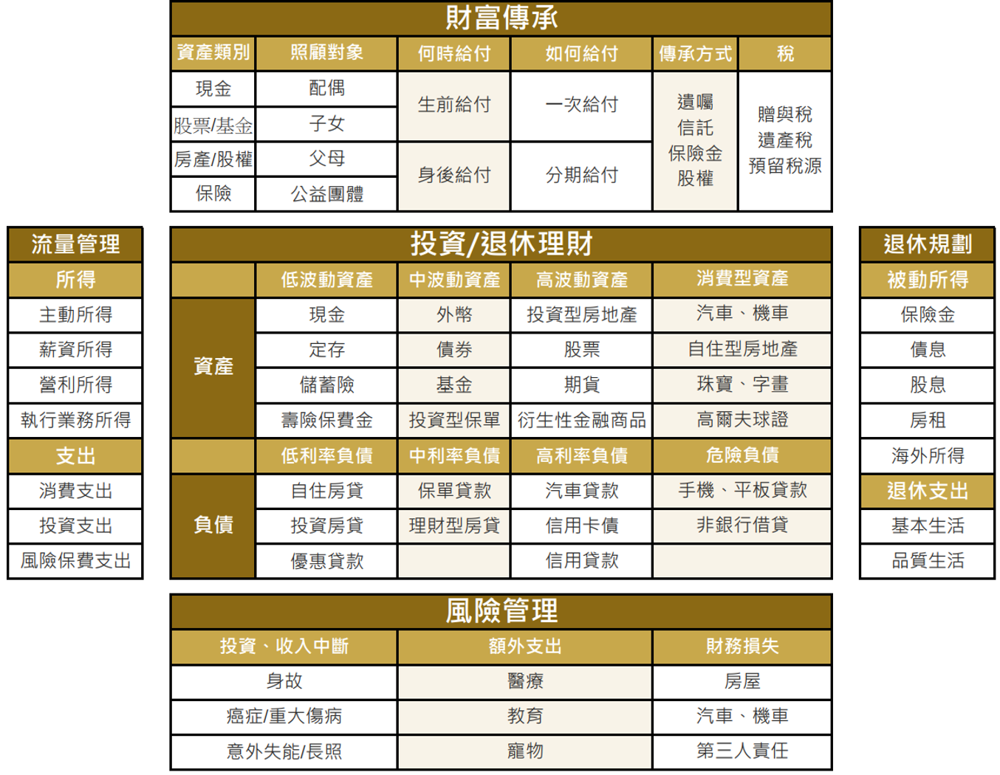 財富傳承
資產類別 照顧對象 何時給付 如何給付 傳承方式 稅
現金 配偶 生前給付 一次給付 遺囑 贈與稅
股票/基金 子女 信託 遺產稅
房產/股權 父母 身後給付 分期給付 保險金 預留稅源
保險 公益團體 股權
流量管理
所得
主動所得
薪資所得
營利所得
執行業務所得
支出
消費支出
投資支出
風險保費支出
投資/退休理財
低波動資產 中波動資產 高波動資產 消費型資產
資產
現金 外幣 投資型房地產 汽車、機車
定存 債券 股票 自住型房地產
儲蓄險 基金 期貨 珠寶、字畫
壽險保費金 投資型保單 衍生性金融商品 高爾夫球證
低利率負債 中利率負債 高利率負債 危險負債
負債
自住房貸 保單貸款 汽車貸款 手機、平板貸款
投資房貸 理財型房貸 信用卡債 非銀行借貸
優惠貸款 信用貸款
退休規劃
被動所得
保險金
債息
股息
房租
海外所得
退休支出
基本生活
品質生活
風險管理
投資、收入中斷 額外支出 財務損失
身故 醫療 房屋
癌症/重大傷病 教育 汽車、機車
意外失能/長照 寵物 第三人責任